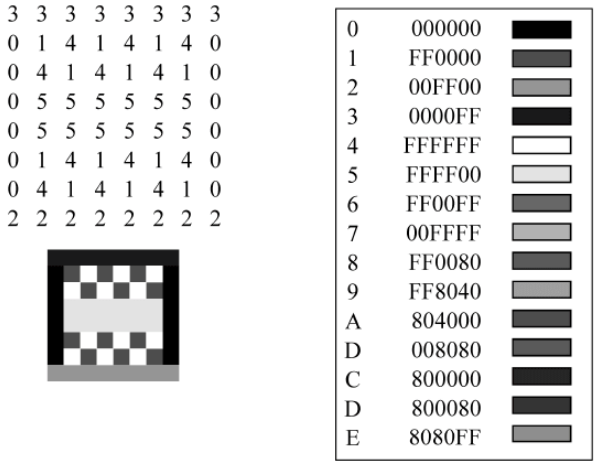 3 3 3 3 3 3 3 3
0 1 4 1 4 1 4 0
0 4 1 4 1 4 1 0
0 5 5 5 5 5 5 0
0 5 5 5 5 5 5 0
0 1 4 1 4 1 4 0
0 4 1 4 1 4 1 0
2 2 2 2 2 2 2 2
0 000000
1 FF0000
2 00FF00
3 0000FF
4 FFFFFF
5 FFFF00
6 FF00FF
7 00FFFF
8 FF0080
9 FF8040
A 804000
D 008080
C 800000
D 800080
E 8080FF